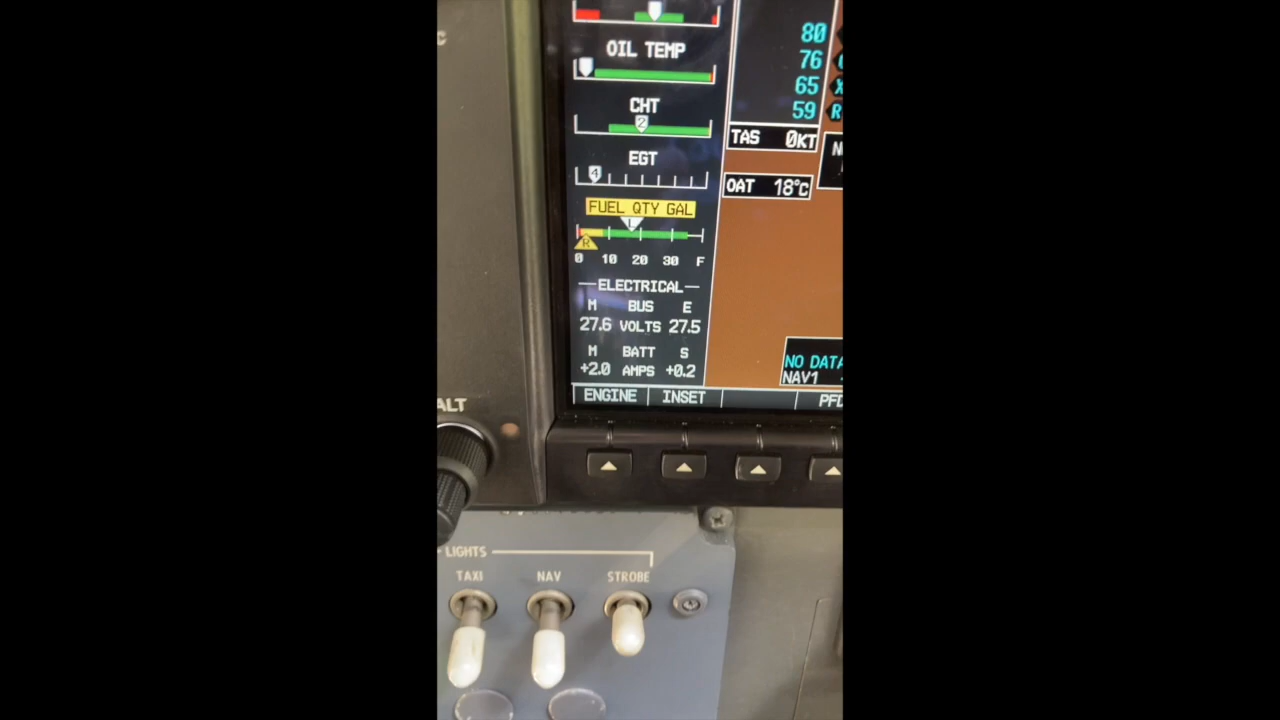 OIL TEMP
CHT
2
EGT
4
FUEL QTY GAL
L
R
0 10 20 30 F
ELECTRICAL
M BUS E
27.6 VOLTS 27.5
M BATT S
+2.0 AMPS +0.2
ENGINE INSET PFD
80
76
65
59
TAS 0KT
OAT 18°C
NO DATA
NAV1
ALT
LIGHTS
TAXI NAV STROBE